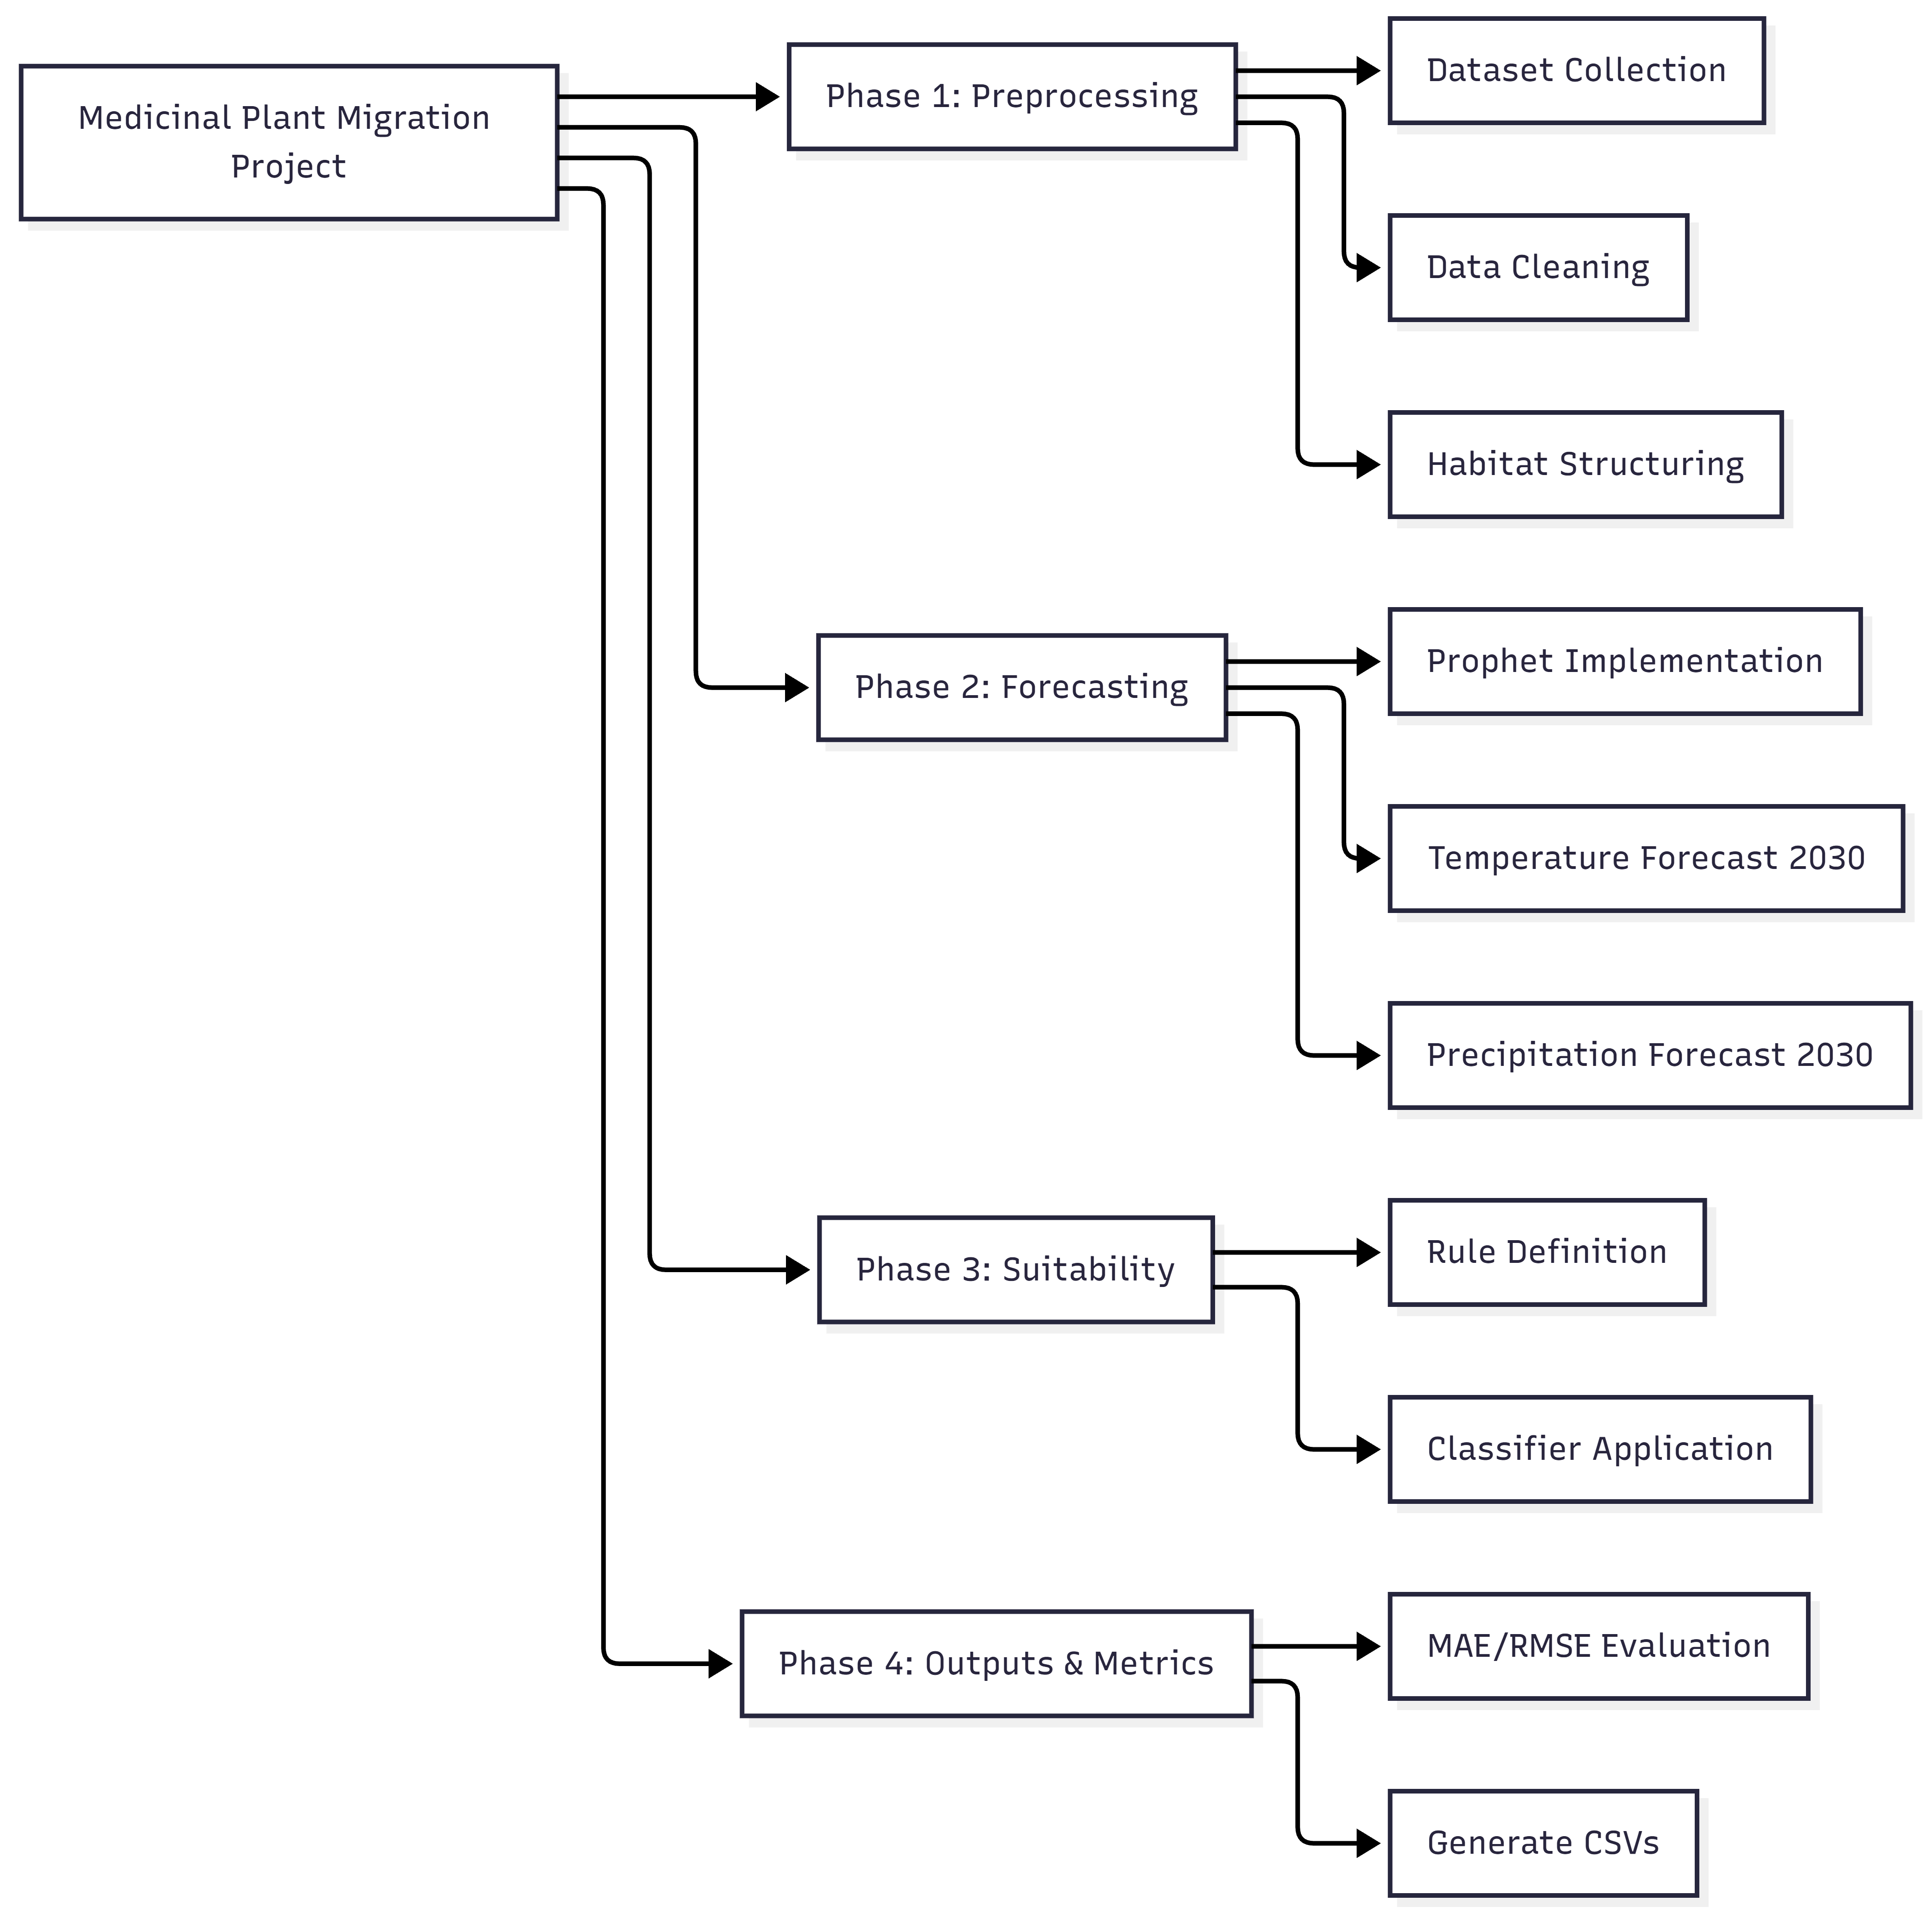 Medicinal Plant Migration
Project
Phase 1: Preprocessing
Dataset Collection
Data Cleaning
Habitat Structuring
Phase 2: Forecasting
Prophet Implementation
Temperature Forecast 2030
Precipitation Forecast 2030
Phase 3: Suitability
Rule Definition
Classifier Application
Phase 4: Outputs & Metrics
MAE/RMSE Evaluation
Generate CSVs